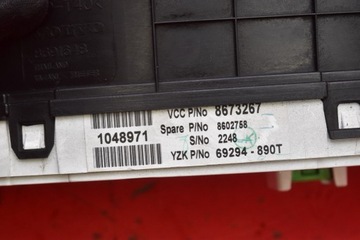 VCC P/No 8673267
1048971
Spare P/No 8602758
S/No 2248
YZK P/No 69294-890T